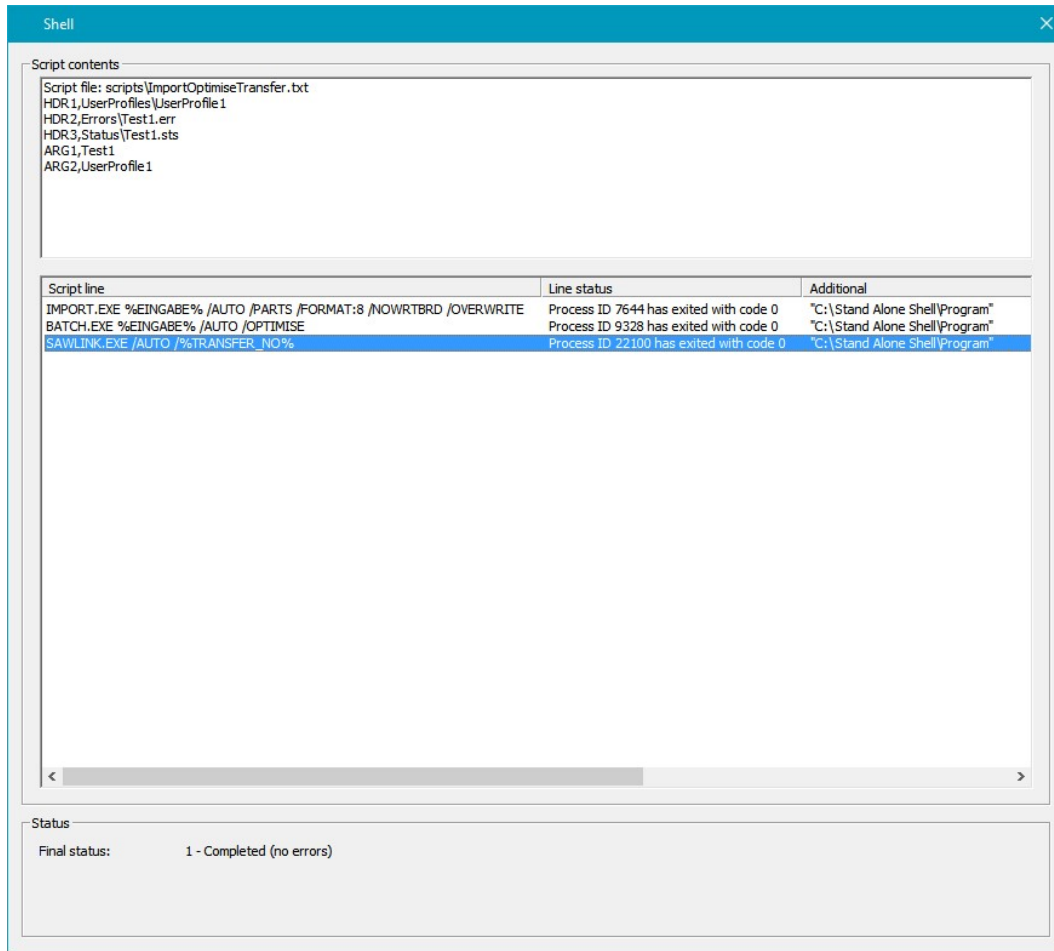 Shell
Script contents
Script file: scripts\ImportOptimiseTransfer.txt
HDR1,UserProfiles\UserProfile1
HDR2,Errors\Test1.err
HDR3,Status\Test1.sts
ARG1,Test1
ARG2,UserProfile1
Script line Line status Additional
IMPORT.EXE %EINGABE% /AUTO /PARTS /FORMAT:8 /NOWRTBRD /OVERWRITE Process ID 7644 has exited with code 0 "C:\Stand Alone Shell\Program"
BATCH.EXE %EINGABE% /AUTO /OPTIMISE Process ID 9328 has exited with code 0 "C:\Stand Alone Shell\Program"
SAWLINK.EXE /AUTO /%TRANSFER_NO% Process ID 22100 has exited with code 0 "C:\Stand Alone Shell\Program"
Status
Final status: 1 - Completed (no errors)